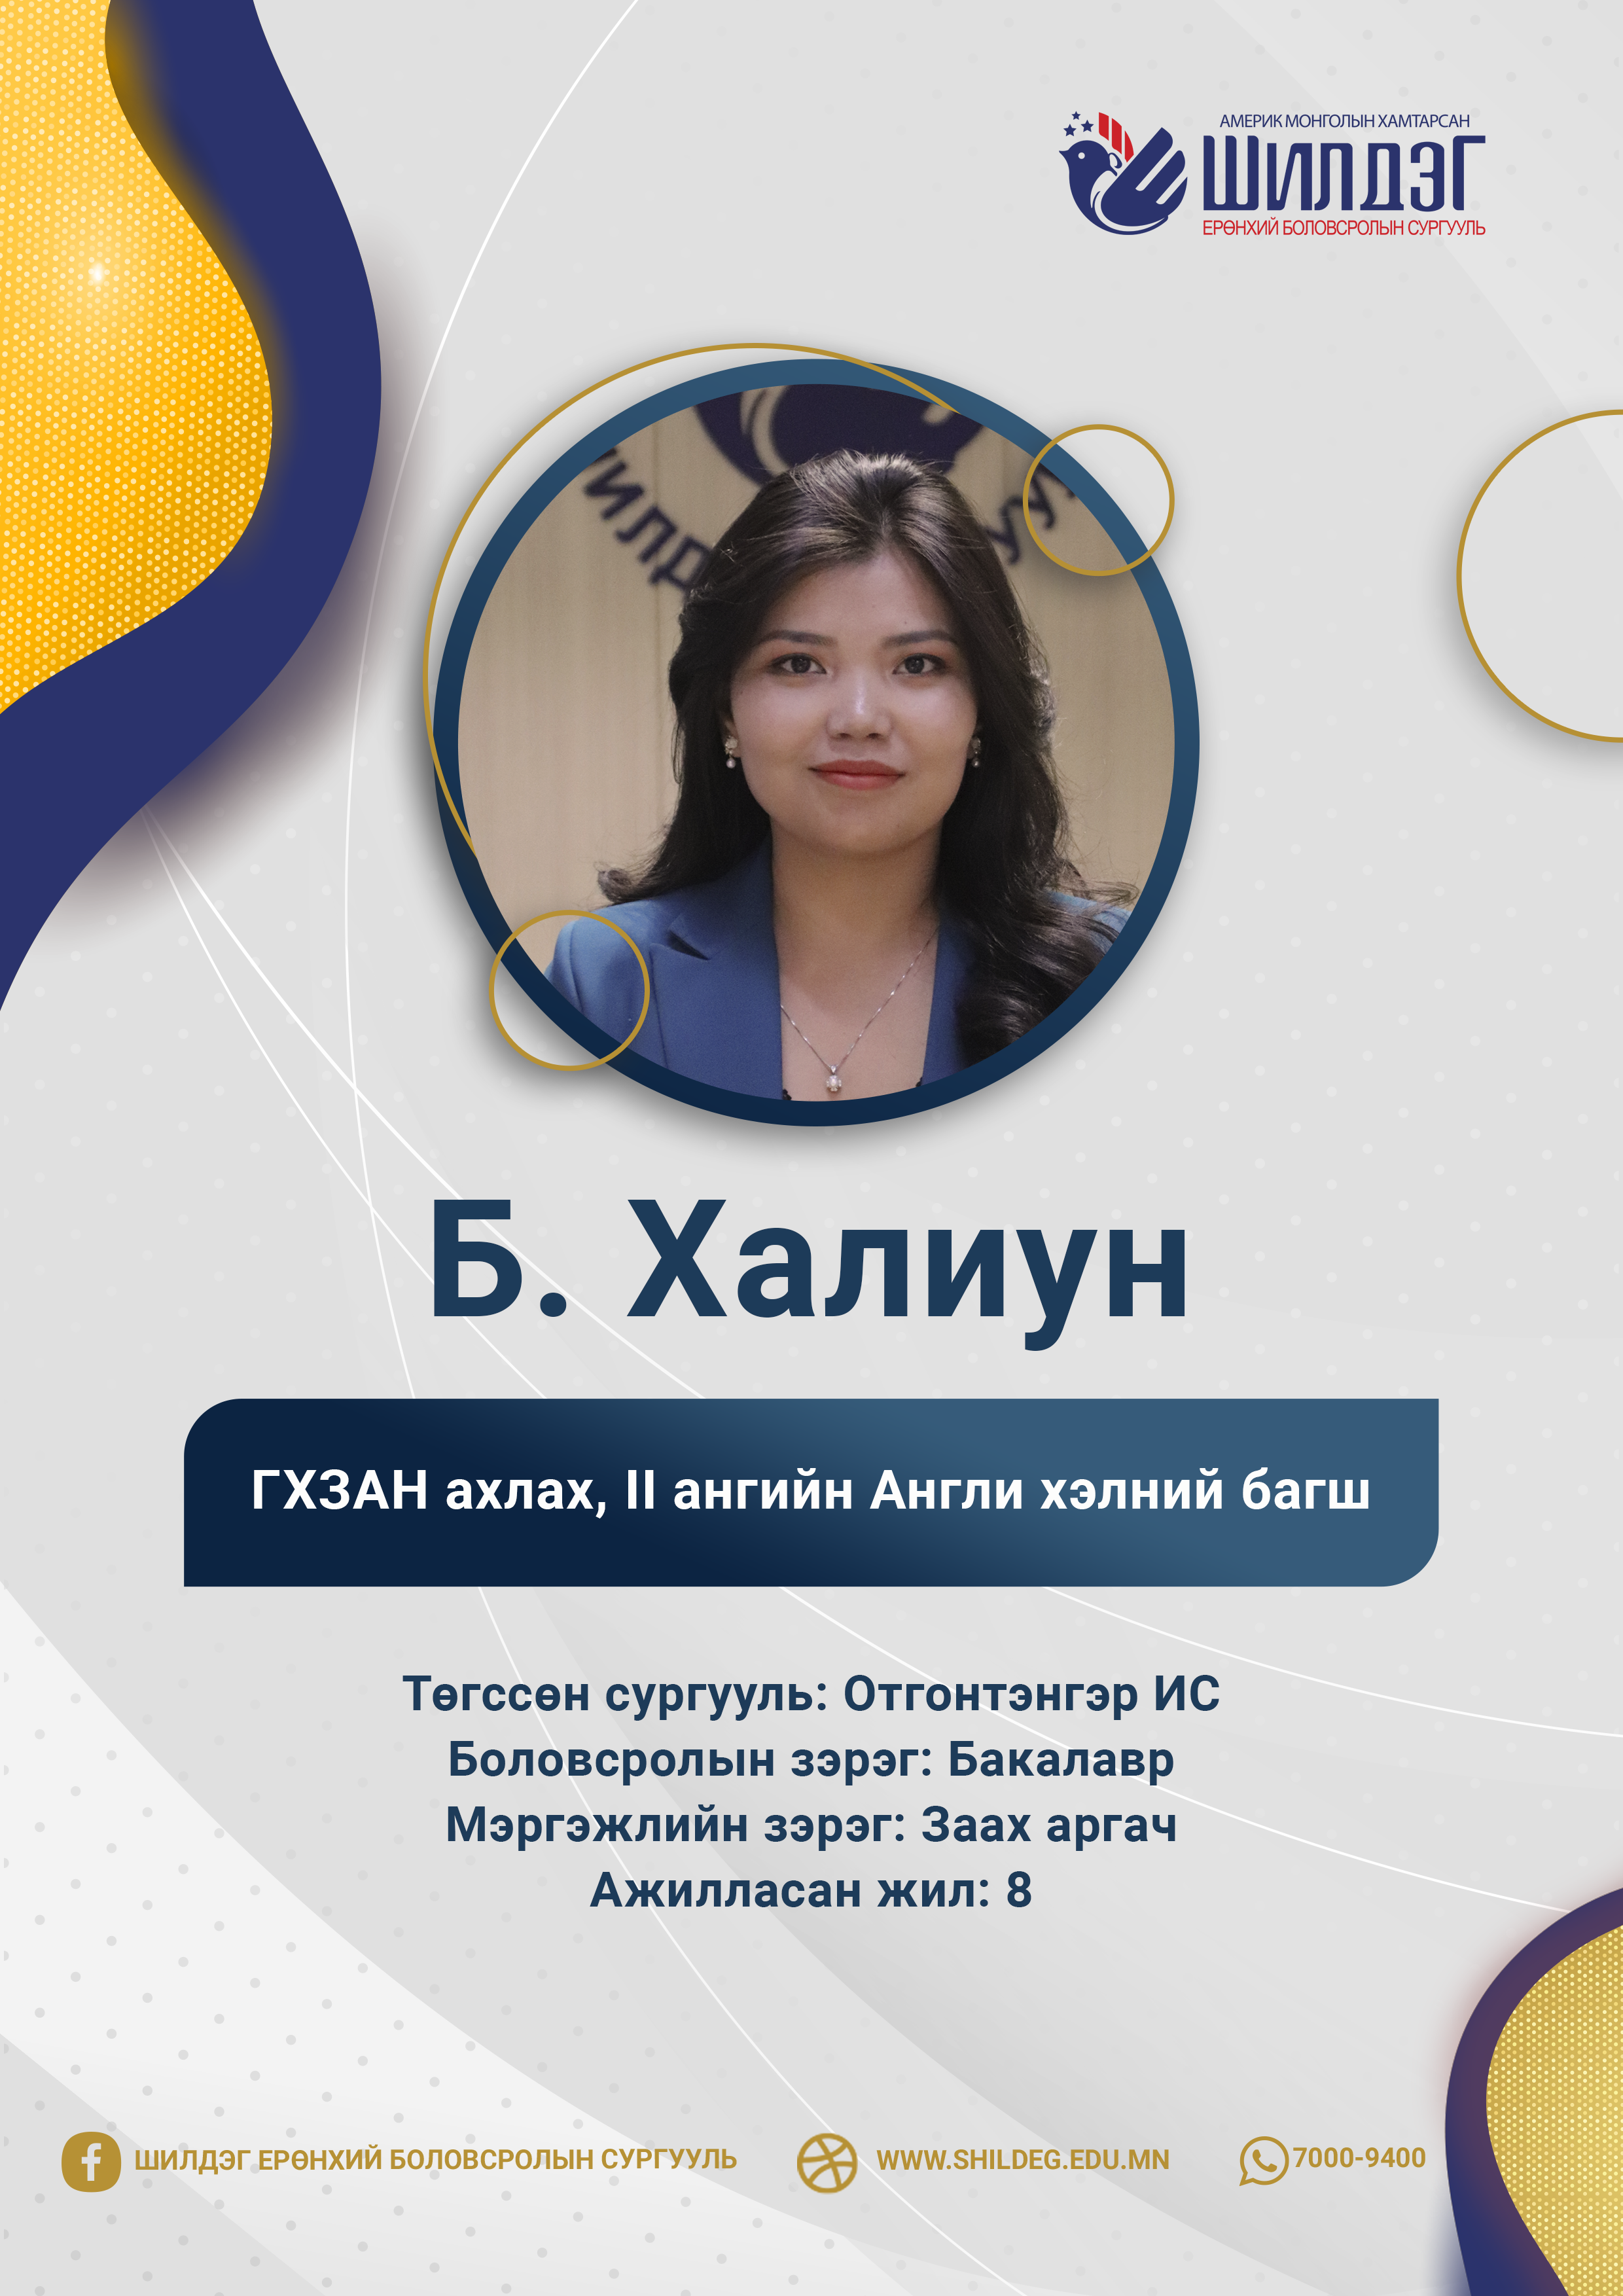 АМЕРИК МОНГОЛЫН ХАМТАРСАН
ШИЛДЭГ
ЕРӨНХИЙ БОЛОВСРОЛЫН СУРГУУЛЬ
Б. Халиун
ГХЗАН ахлах, II ангийн Англи хэлний багш
Төгссөн сургууль: Отгонтэнгэр ИС
Боловсролын зэрэг: Бакалавр
Мэргэжлийн зэрэг: Заах аргач
Ажилласан жил: 8
ШИЛДЭГ ЕРӨНХИЙ БОЛОВСРОЛЫН СУРГУУЛЬ
WWW.SHILDEG.EDU.MN
7000-9400